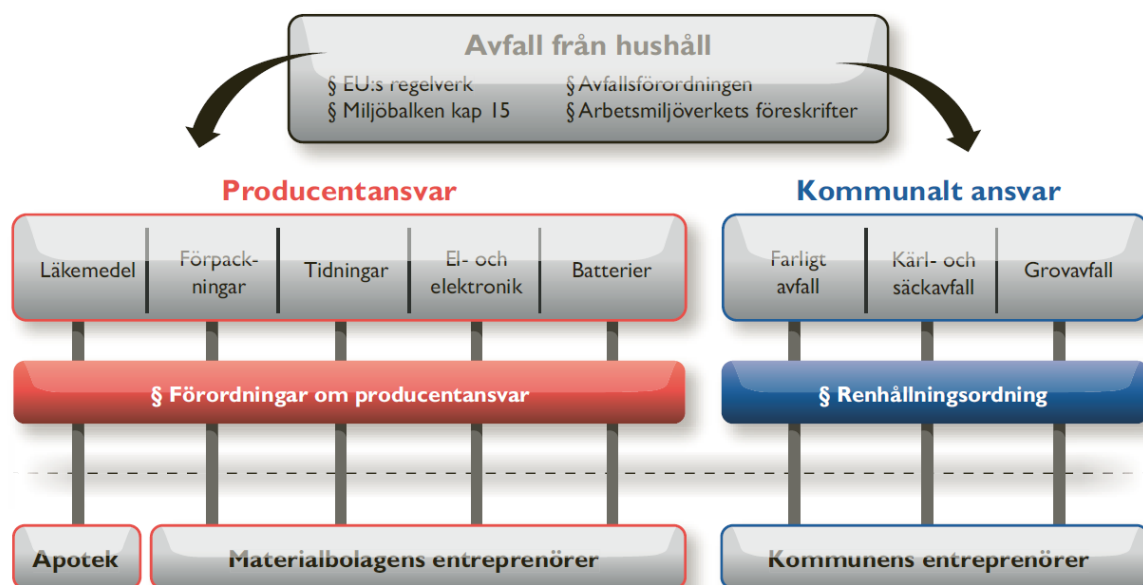 Avfall från hushåll
§ EU:s regelverk
§ Avfallsförordningen
§ Miljöbalken kap 15
§ Arbetsmiljöverkets föreskrifter
Producentansvar
Kommunalt ansvar
Läkemedel
Förpack-
ningar
Tidningar
El- och
elektronik
Batterier
Farligt
avfall
Kärl- och
säckavfall
Grovavfall
§ Förordningar om producentansvar
§ Renhållningsordning
Apotek
Materialbolagens entreprenörer
Kommunens entreprenörer